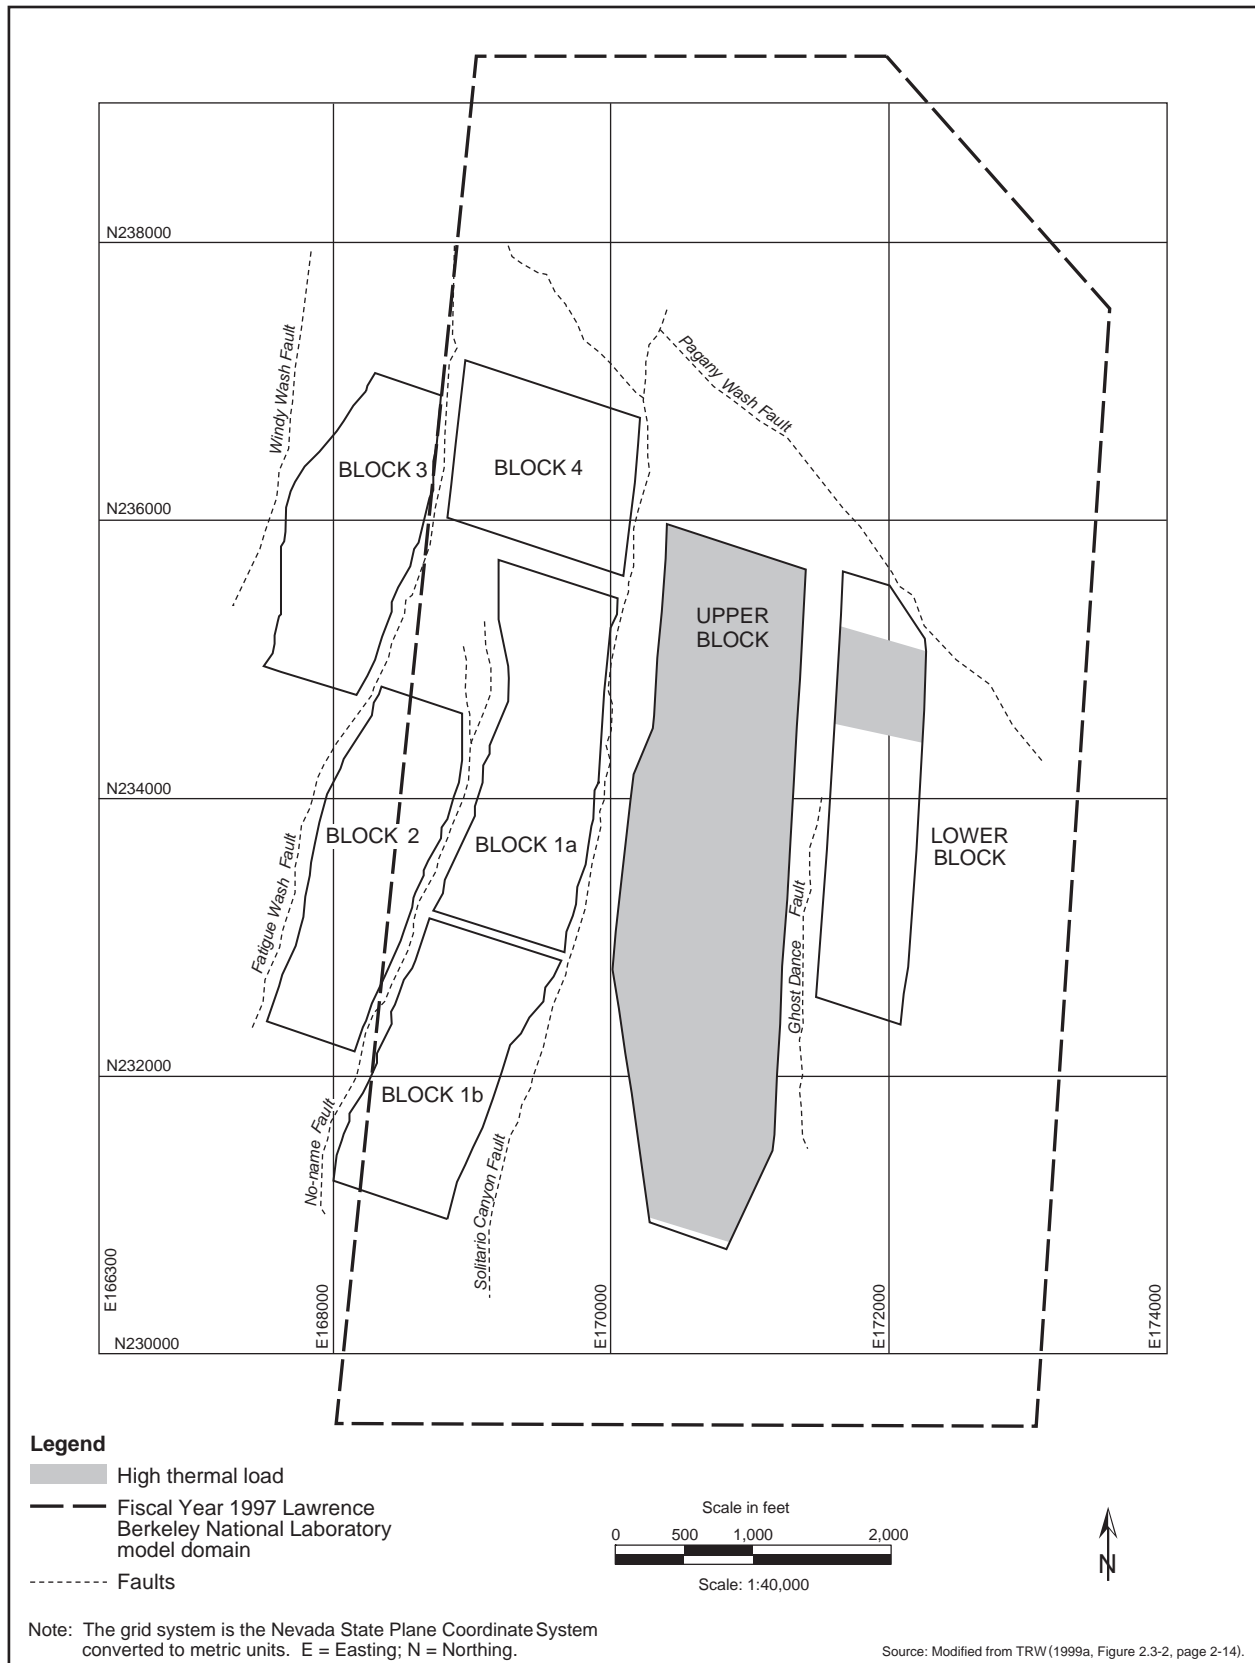 N238000
Windy Wash Fault
Pagany Wash Fault
BLOCK 3
BLOCK 4
N236000
UPPER
BLOCK
N234000
BLOCK 2
BLOCK 1a
LOWER
BLOCK
Fatigue Wash Fault
Ghost Dance Fault
N232000
BLOCK 1b
No-name Fault
Solitario Canyon Fault
E166300
E168000
E170000
E172000
E174000
N230000
Legend
High thermal load
Fiscal Year 1997 Lawrence
Berkeley National Laboratory
model domain
Faults
Scale in feet
0 500 1,000 2,000
Scale: 1:40,000
N
Note: The grid system is the Nevada State Plane Coordinate System
converted to metric units. E = Easting; N = Northing.
Source: Modified from TRW (1999a, Figure 2.3-2, page 2-14).